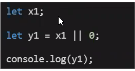 let x1;
let y1 = x1 || 0;
console.log(y1);